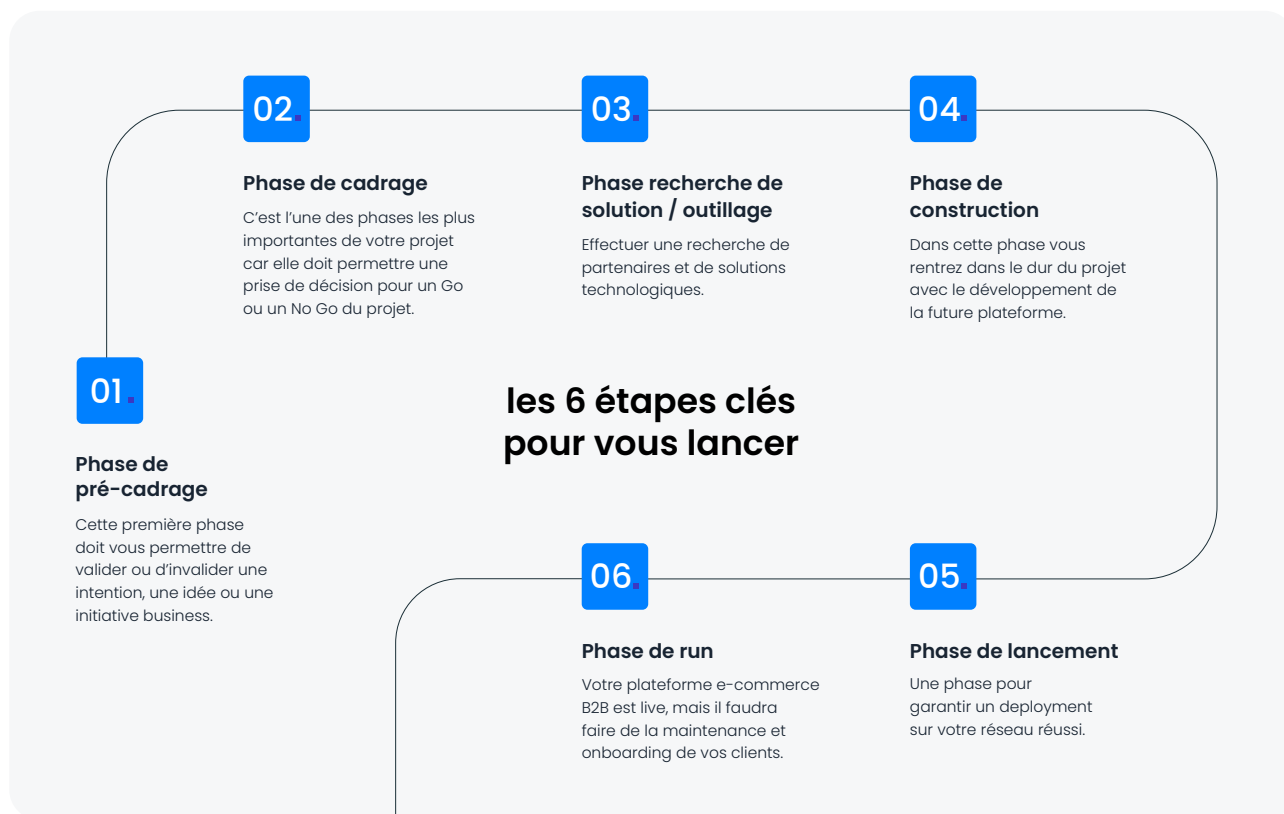 les 6 étapes clés
pour vous lancer
01.
Phase de
pré-cadrage
Cette première phase
doit vous permettre de
valider ou d’invalider une
intention, une idée ou une
initiative business.
02.
Phase de cadrage
C’est l’une des phases les plus
importantes de votre projet
car elle doit permettre une
prise de décision pour un Go
ou un No Go du projet.
03.
Phase recherche de
solution / outillage
Effectuer une recherche de
partenaires et de solutions
technologiques.
04.
Phase de
construction
Dans cette phase vous
rentrez dans le dur du projet
avec le développement de
la future plateforme.
05.
Phase de lancement
Une phase pour
garantir un deployment
sur votre réseau réussi.
06.
Phase de run
Votre plateforme e-commerce
B2B est live, mais il faudra
faire de la maintenance et
onboarding de vos clients.